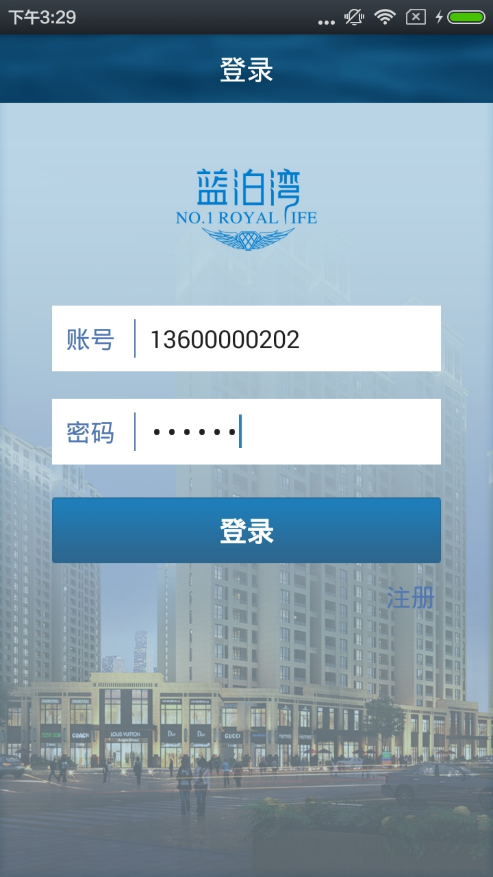 下午3:29
登录
蓝泊湾
NO.1 ROYAL LIFE
账号 13600000202
密码 ••••••
登录
注册
COACH LOUIS VUITTON Dior Dior GUCCI